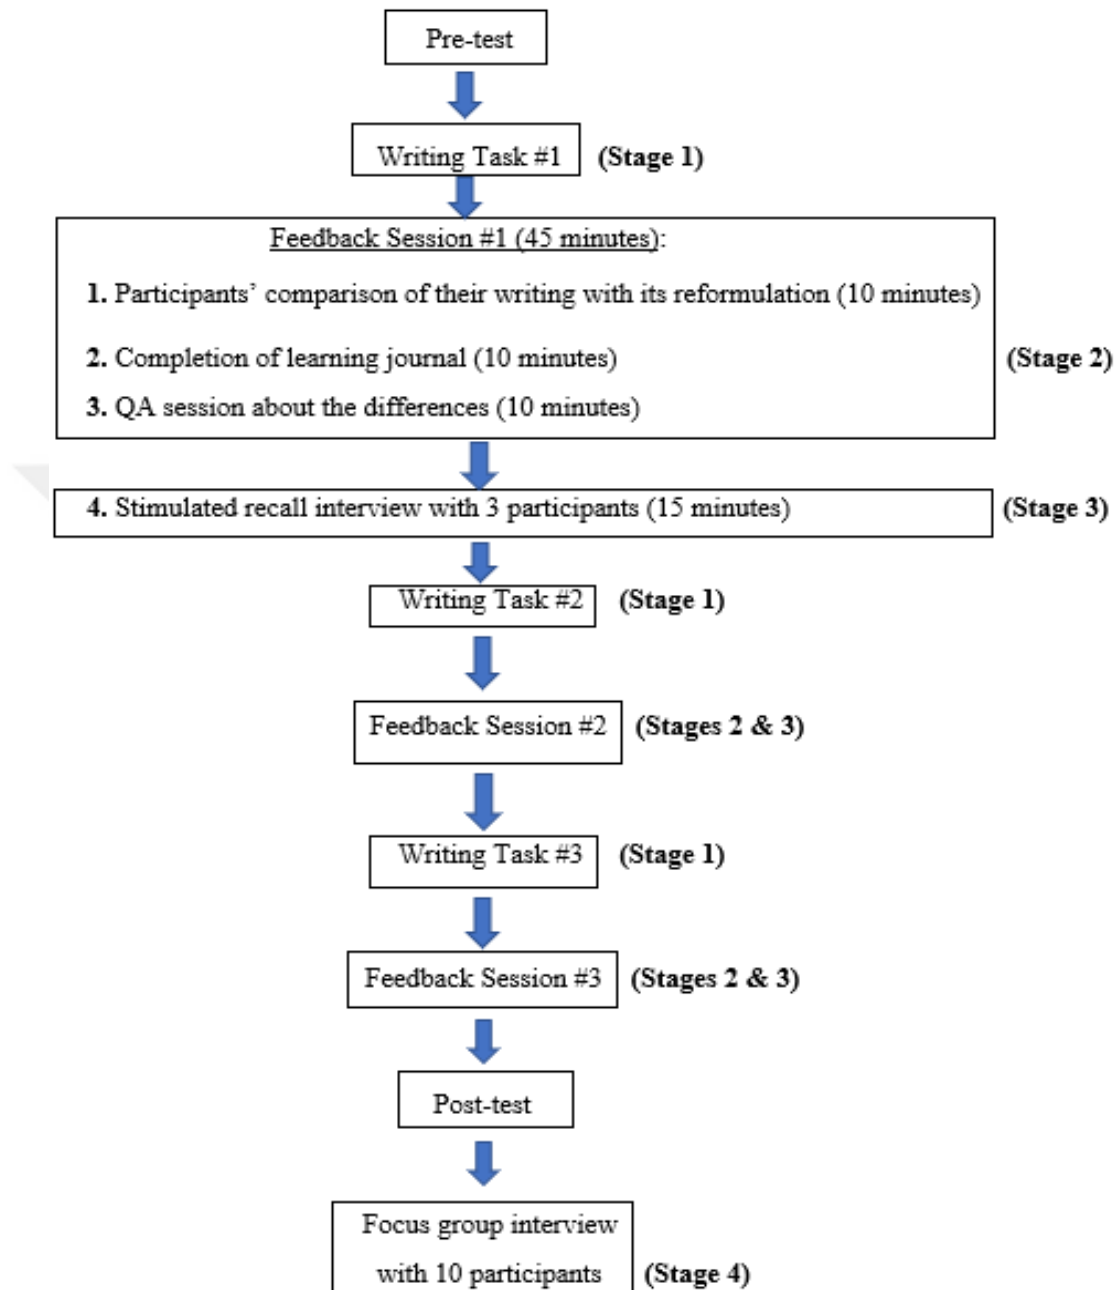 Pre-test
Writing Task #1 (Stage 1)
Feedback Session #1 (45 minutes):
1. Participants’ comparison of their writing with its reformulation (10 minutes)
2. Completion of learning journal (10 minutes)
(Stage 2)
3. QA session about the differences (10 minutes)
4. Stimulated recall interview with 3 participants (15 minutes) (Stage 3)
Writing Task #2 (Stage 1)
Feedback Session #2 (Stages 2 & 3)
Writing Task #3 (Stage 1)
Feedback Session #3 (Stages 2 & 3)
Post-test
Focus group interview
with 10 participants (Stage 4)